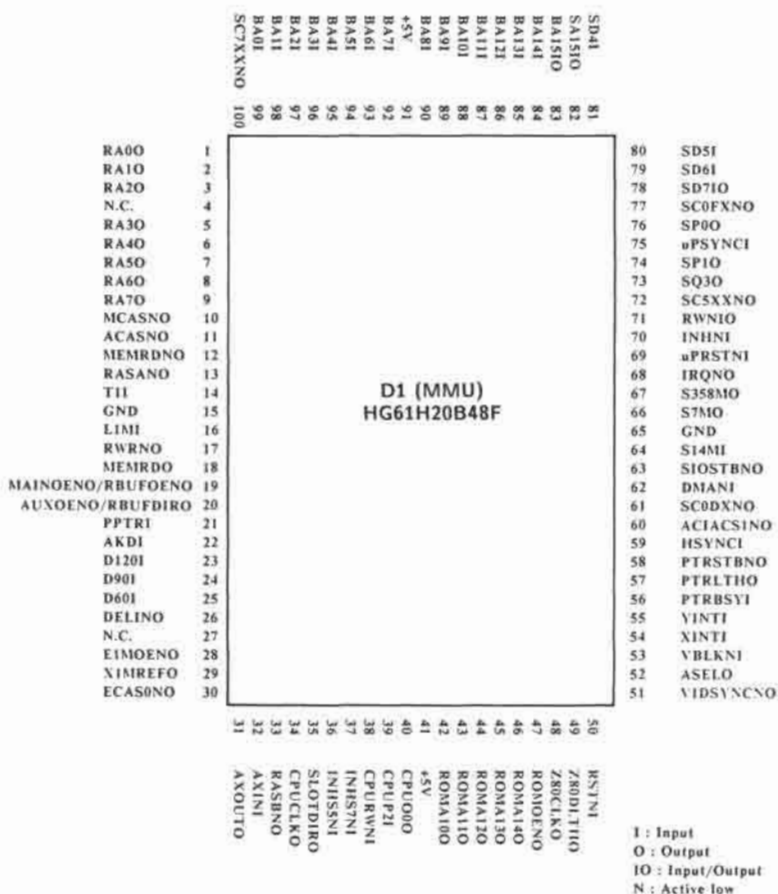 SC7XXNO BA0I BA1I BA2I BA3I BA4I BA5I BA6I BA7I +5V BA8I BA9I BA10I BA11I BA12I BA13I BA14I BA15IO SA15IO SD4I
100 99 98 97 96 95 94 93 92 91 90 89 88 87 86 85 84 83 82 81
RA0O 1
RA1O 2
RA2O 3
N.C. 4
RA3O 5
RA4O 6
RA5O 7
RA6O 8
RA7O 9
MCASNO 10
ACASNO 11
MEMRDNO 12
RASANO 13
T1I 14
GND 15
L1MI 16
RWRNO 17
MEMRDO 18
MAINOENO/RBUFOENO 19
AUXOENO/RBUFDIRO 20
PPTRI 21
AKDI 22
D120I 23
D90I 24
D60I 25
DELINO 26
N.C. 27
E1MOENO 28
X1MREFO 29
ECAS0NO 30
D1 (MMU)
HG61H20B48F
80 SD5I
79 SD6I
78 SD7IO
77 SC0FXNO
76 SP0O
75 uPSYNCI
74 SP1O
73 SQ3O
72 SC5XXNO
71 RWNIO
70 INHNI
69 uPRSTNI
68 IRQNO
67 S358MO
66 S7MO
65 GND
64 S14MI
63 SIOSTBNO
62 DMANI
61 SC0DXNO
60 ACIACS1NO
59 HSYNCI
58 PTRSTBNO
57 PTRLTHO
56 PTRBSYI
55 YINTI
54 XINTI
53 VBLKNI
52 ASELO
51 VIDSYNCNO
31 32 33 34 35 36 37 38 39 40 41 42 43 44 45 46 47 48 49 50
AXOUTO AXINI RASBNO CPUCLKO SLOTDIRO INHS5NI INHS7NI CPURWNI CPUP2I CPUO0O +5V ROMA10O ROMA11O ROMA12O ROMA13O ROMA14O ROMOENO Z80CLKO Z80DLTHO RSTNI
I : Input
O : Output
IO : Input/Output
N : Active low